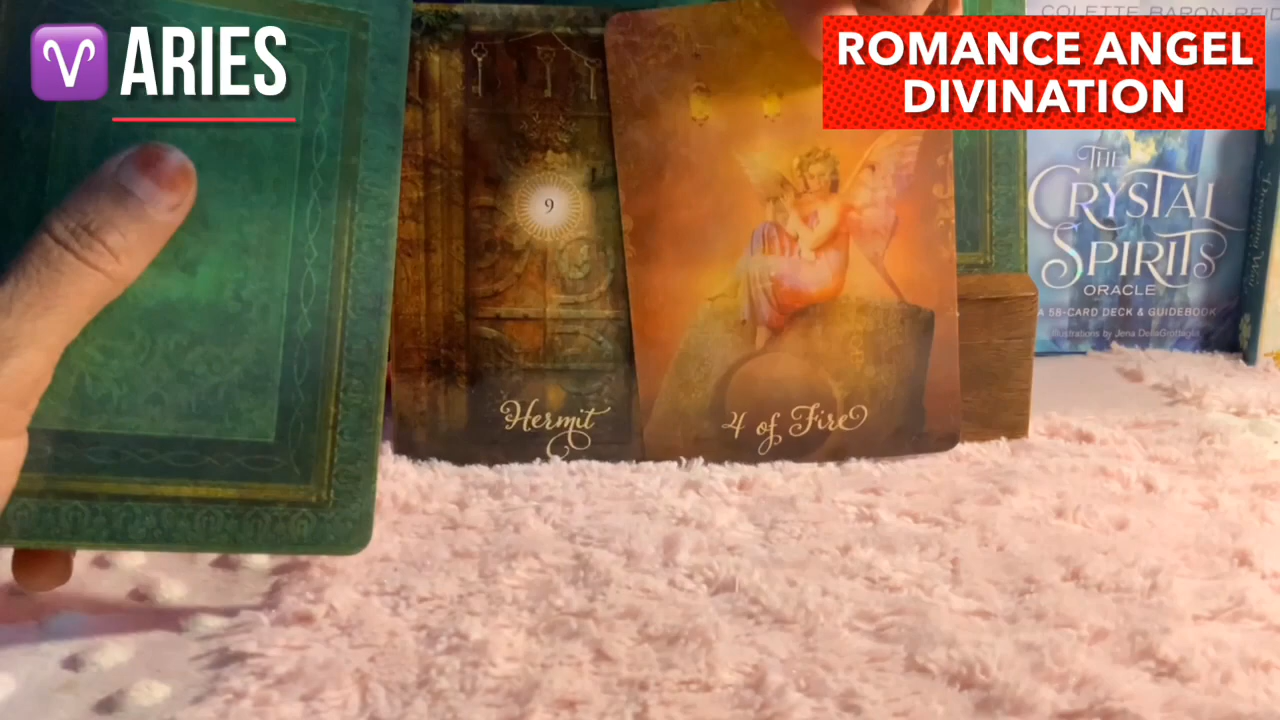 ♈ ARIES
ROMANCE ANGEL
DIVINATION
COLETTE BARON-REID
THE
CRYSTAL
SPIRITS
ORACLE
A 58-CARD DECK & GUIDEBOOK
Illustrations by Jena DellaGrottaglia
9
Hermit
4 of Fire